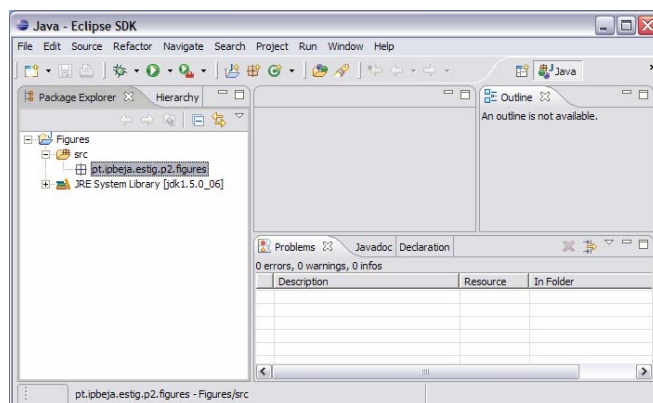 Java - Eclipse SDK
File Edit Source Refactor Navigate Search Project Run Window Help
Java
Package Explorer Hierarchy
Outline
An outline is not available.
Figures
src
pt.ipbeja.estig.p2.figures
JRE System Library [jdk1.5.0_06]
Problems Javadoc Declaration
0 errors, 0 warnings, 0 infos
Description Resource In Folder
pt.ipbeja.estig.p2.figures - Figures/src